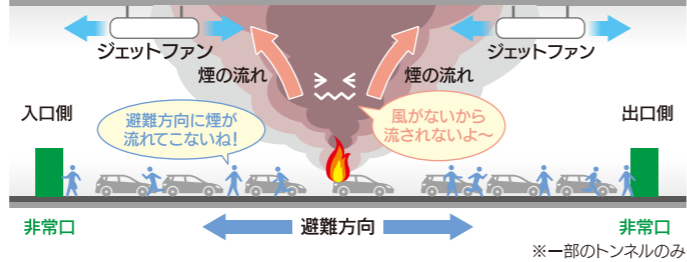 ジェットファン
ジェットファン
煙の流れ
煙の流れ
入口側
避難方向に煙が
流れてこないね!
風がないから
流されないよ～
出口側
非常口
避難方向
非常口
※一部のトンネルのみ